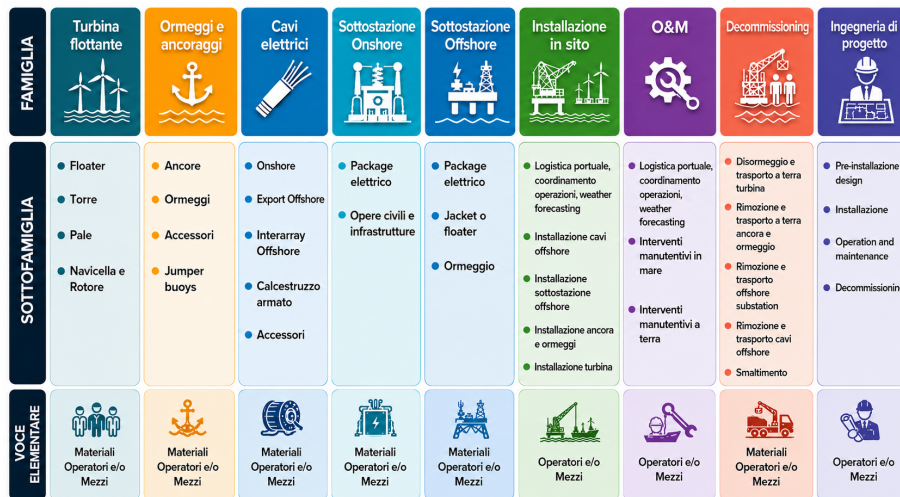 FAMIGLIA
Turbina
flottante
Ormeggi e
ancoraggi
Cavi
elettrici
Sottostazione
Onshore
Sottostazione
Offshore
Installazione
in sito
O&M
Decommissioning
Ingegneria di
progetto
SOTTOFAMIGLIA
Floater
Torre
Pale
Navicella e
Rotore
Ancore
Ormeggi
Accessori
Jumper
buoys
Onshore
Export Offshore
Interarray
Offshore
Calcestruzzo
armato
Accessori
Package
elettrico
Opere civili e
infrastrutture
Package
elettrico
Jacket o
floater
Ormeggio
Logistica portuale,
coordinamento
operazioni, weather
forecasting
Installazione cavi
offshore
Installazione
sottostazione
offshore
Installazione ancora
e ormeggi
Installazione turbina
Logistica portuale,
coordinamento
operazioni,
weather
forecasting
Interventi
manutentivi in
mare
Interventi
manutentivi a
terra
Disormeggio e
trasporto a terra
turbina
Rimozione e
trasporto a terra
ancora e
ormeggio
Rimozione e
trasporto
offshore
substation
Rimozione e
trasporto cavi
offshore
Smaltimento
Pre-installazione
design
Installazione
Operation and
maintenance
Decommissioning
VOCE
ELEMENTARE
Materiali
Operatori e/o
Mezzi
Materiali
Operatori e/o
Mezzi
Materiali
Operatori e/o
Mezzi
Materiali
Operatori e/o
Mezzi
Materiali
Operatori e/o
Mezzi
Operatori e/o
Mezzi
Operatori e/o
Mezzi
Materiali
Operatori e/o
Mezzi
Operatori e/o
Mezzi